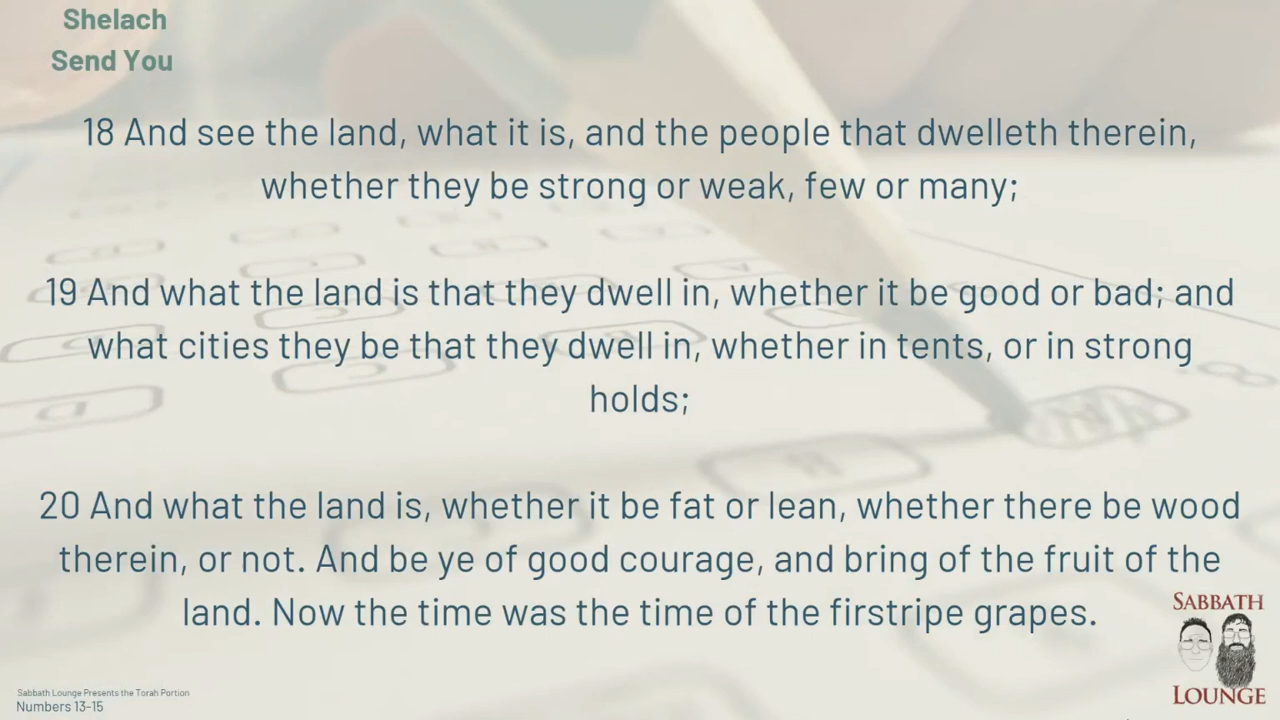 Shelach
Send You
18 And see the land, what it is, and the people that dwelleth therein,
whether they be strong or weak, few or many;
19 And what the land is that they dwell in, whether it be good or bad; and
what cities they be that they dwell in, whether in tents, or in strong
holds;
20 And what the land is, whether it be fat or lean, whether there be wood
therein, or not. And be ye of good courage, and bring of the fruit of the
land. Now the time was the time of the firstripe grapes.
SABBATH
LOUNGE
Sabbath Lounge Presents the Torah Portion
Numbers 13-15